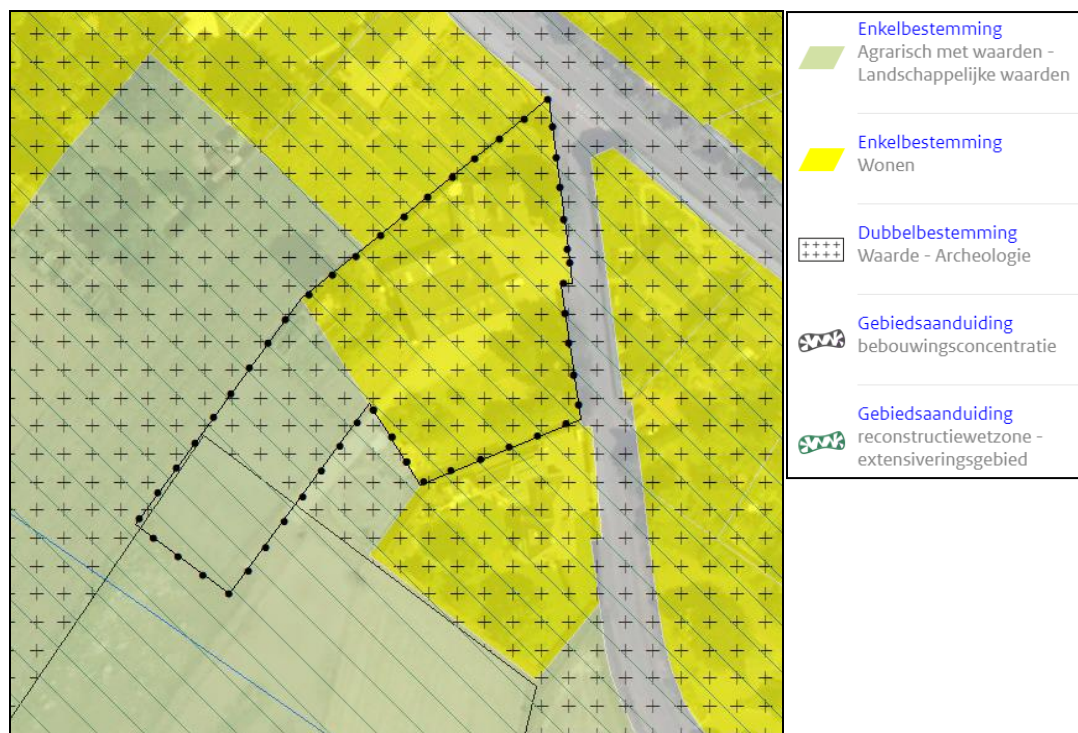 Enkelbestemming
Agrarisch met waarden -
Landschappelijke waarden
Enkelbestemming
Wonen
Dubbelbestemming
Waarde - Archeologie
Gebiedsaanduiding
bebouwingsconcentratie
Gebiedsaanduiding
reconstructiewetzone -
extensiveringsgebied